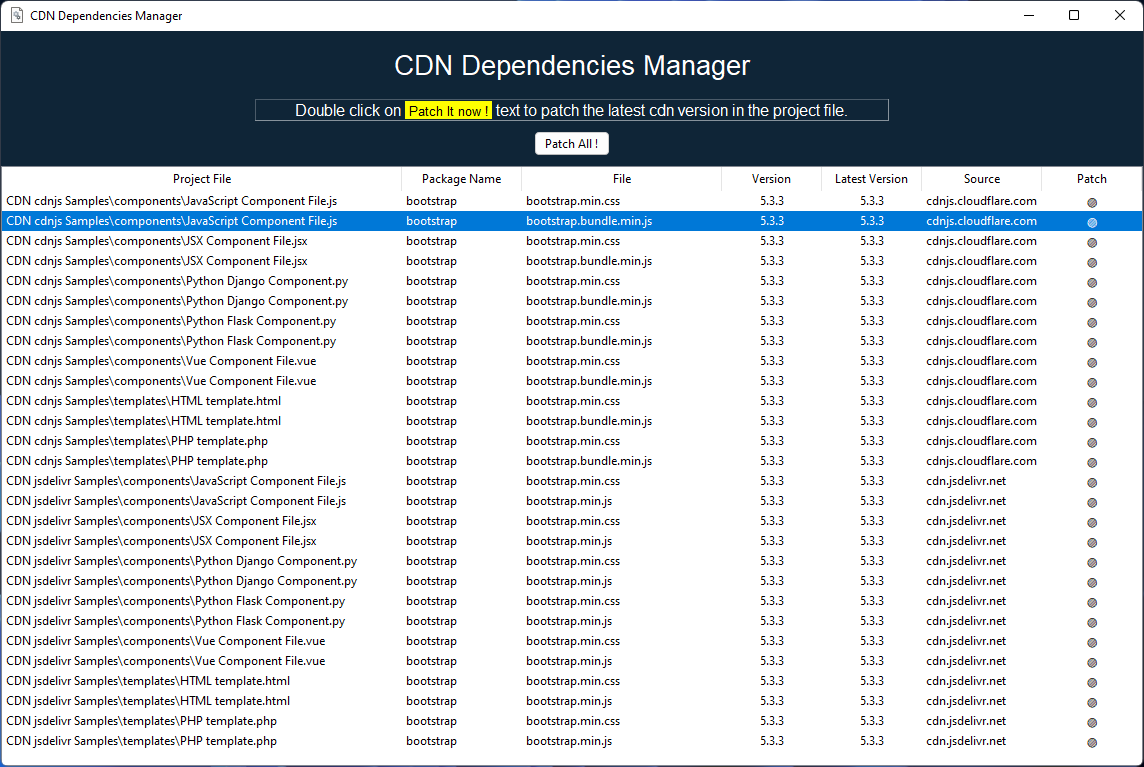 CDN Dependencies Manager
CDN Dependencies Manager
Double click on Patch It now ! text to patch the latest cdn version in the project file.
Patch All !
Project File Package Name File Version Latest Version Source Patch
CDN cdnjs Samples\components\JavaScript Component File.js bootstrap bootstrap.min.css 5.3.3 5.3.3 cdnjs.cloudflare.com
CDN cdnjs Samples\components\JavaScript Component File.js bootstrap bootstrap.bundle.min.js 5.3.3 5.3.3 cdnjs.cloudflare.com
CDN cdnjs Samples\components\JSX Component File.jsx bootstrap bootstrap.min.css 5.3.3 5.3.3 cdnjs.cloudflare.com
CDN cdnjs Samples\components\JSX Component File.jsx bootstrap bootstrap.bundle.min.js 5.3.3 5.3.3 cdnjs.cloudflare.com
CDN cdnjs Samples\components\Python Django Component.py bootstrap bootstrap.min.css 5.3.3 5.3.3 cdnjs.cloudflare.com
CDN cdnjs Samples\components\Python Django Component.py bootstrap bootstrap.bundle.min.js 5.3.3 5.3.3 cdnjs.cloudflare.com
CDN cdnjs Samples\components\Python Flask Component.py bootstrap bootstrap.min.css 5.3.3 5.3.3 cdnjs.cloudflare.com
CDN cdnjs Samples\components\Python Flask Component.py bootstrap bootstrap.bundle.min.js 5.3.3 5.3.3 cdnjs.cloudflare.com
CDN cdnjs Samples\components\Vue Component File.vue bootstrap bootstrap.min.css 5.3.3 5.3.3 cdnjs.cloudflare.com
CDN cdnjs Samples\components\Vue Component File.vue bootstrap bootstrap.bundle.min.js 5.3.3 5.3.3 cdnjs.cloudflare.com
CDN cdnjs Samples\templates\HTML template.html bootstrap bootstrap.min.css 5.3.3 5.3.3 cdnjs.cloudflare.com
CDN cdnjs Samples\templates\HTML template.html bootstrap bootstrap.bundle.min.js 5.3.3 5.3.3 cdnjs.cloudflare.com
CDN cdnjs Samples\templates\PHP template.php bootstrap bootstrap.min.css 5.3.3 5.3.3 cdnjs.cloudflare.com
CDN cdnjs Samples\templates\PHP template.php bootstrap bootstrap.bundle.min.js 5.3.3 5.3.3 cdnjs.cloudflare.com
CDN jsdelivr Samples\components\JavaScript Component File.js bootstrap bootstrap.min.css 5.3.3 5.3.3 cdn.jsdelivr.net
CDN jsdelivr Samples\components\JavaScript Component File.js bootstrap bootstrap.min.js 5.3.3 5.3.3 cdn.jsdelivr.net
CDN jsdelivr Samples\components\JSX Component File.jsx bootstrap bootstrap.min.css 5.3.3 5.3.3 cdn.jsdelivr.net
CDN jsdelivr Samples\components\JSX Component File.jsx bootstrap bootstrap.min.js 5.3.3 5.3.3 cdn.jsdelivr.net
CDN jsdelivr Samples\components\Python Django Component.py bootstrap bootstrap.min.css 5.3.3 5.3.3 cdn.jsdelivr.net
CDN jsdelivr Samples\components\Python Django Component.py bootstrap bootstrap.min.js 5.3.3 5.3.3 cdn.jsdelivr.net
CDN jsdelivr Samples\components\Python Flask Component.py bootstrap bootstrap.min.css 5.3.3 5.3.3 cdn.jsdelivr.net
CDN jsdelivr Samples\components\Python Flask Component.py bootstrap bootstrap.min.js 5.3.3 5.3.3 cdn.jsdelivr.net
CDN jsdelivr Samples\components\Vue Component File.vue bootstrap bootstrap.min.css 5.3.3 5.3.3 cdn.jsdelivr.net
CDN jsdelivr Samples\components\Vue Component File.vue bootstrap bootstrap.min.js 5.3.3 5.3.3 cdn.jsdelivr.net
CDN jsdelivr Samples\templates\HTML template.html bootstrap bootstrap.min.css 5.3.3 5.3.3 cdn.jsdelivr.net
CDN jsdelivr Samples\templates\HTML template.html bootstrap bootstrap.min.js 5.3.3 5.3.3 cdn.jsdelivr.net
CDN jsdelivr Samples\templates\PHP template.php bootstrap bootstrap.min.css 5.3.3 5.3.3 cdn.jsdelivr.net
CDN jsdelivr Samples\templates\PHP template.php bootstrap bootstrap.min.js 5.3.3 5.3.3 cdn.jsdelivr.net